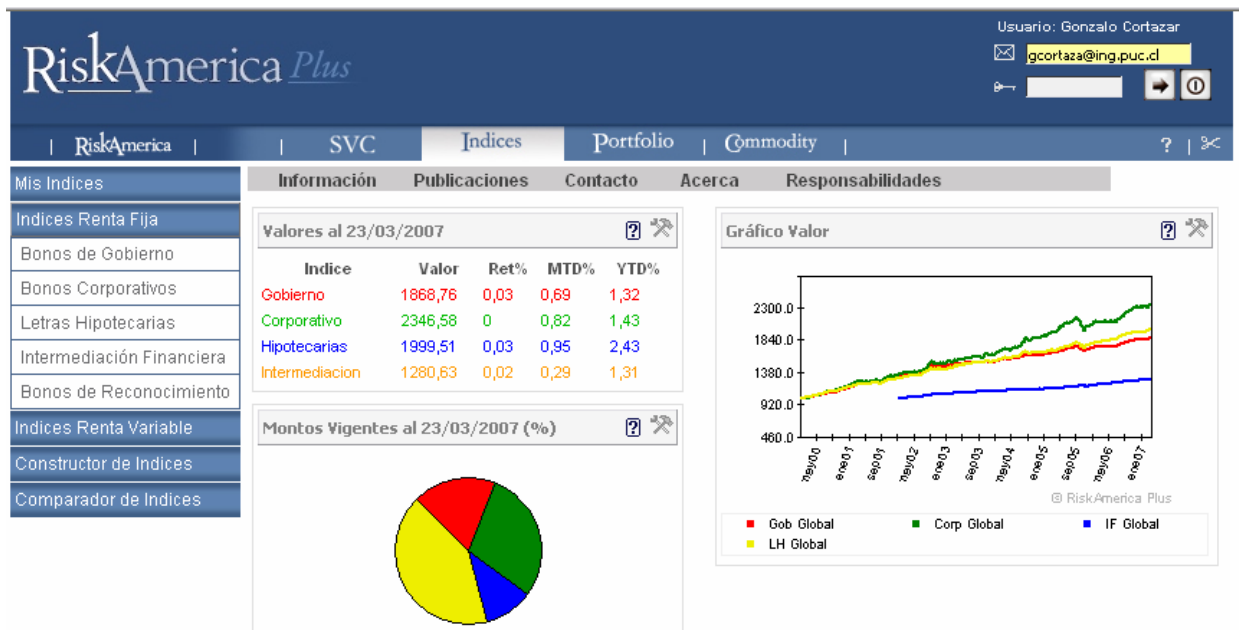 Usuario: Gonzalo Cortazar
RiskAmerica Plus
gcortaza@ing.puc.cl
| RiskAmerica | | SVC Indices Portfolio | Commodity | ? |
Mis Indices
Información Publicaciones Contacto Acerca Responsabilidades
Indices Renta Fija
Bonos de Gobierno
Bonos Corporativos
Letras Hipotecarias
Intermediación Financiera
Bonos de Reconocimiento
Indices Renta Variable
Constructor de Indices
Comparador de Indices
Valores al 23/03/2007 ?
Indice Valor Ret% MTD% YTD%
Gobierno 1868,76 0,03 0,69 1,32
Corporativo 2346,58 0 0,82 1,43
Hipotecarias 1999,51 0,03 0,95 2,43
Intermediacion 1280,63 0,02 0,29 1,31
Montos Vigentes al 23/03/2007 (%) ?
Gráfico Valor ?
2300.0
1840.0
1380.0
920.0
460.0
may00 ene01 sep01 may02 ene03 sep03 may04 ene05 sep05 may06 ene07
© RiskAmerica Plus
Gob Global Corp Global IF Global
LH Global